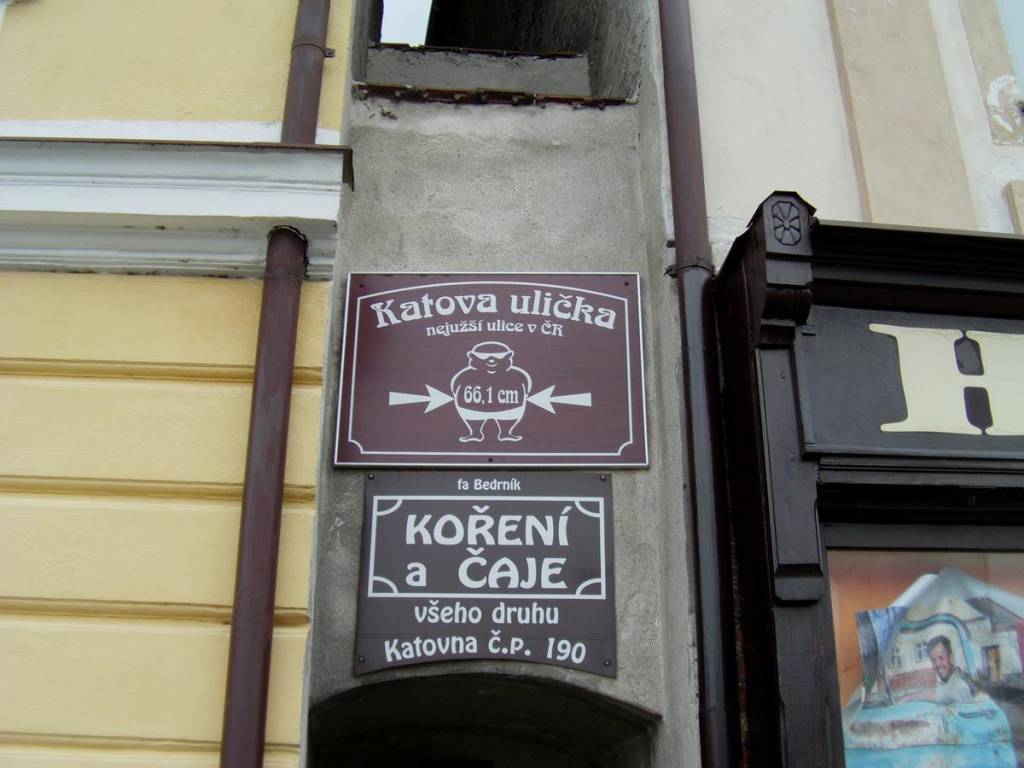 Katova ulička
nejužší ulice v ČR
66,1 cm
fa Bedrník
KOŘENÍ
a ČAJE
všeho druhu
Katovna č.p. 190
H